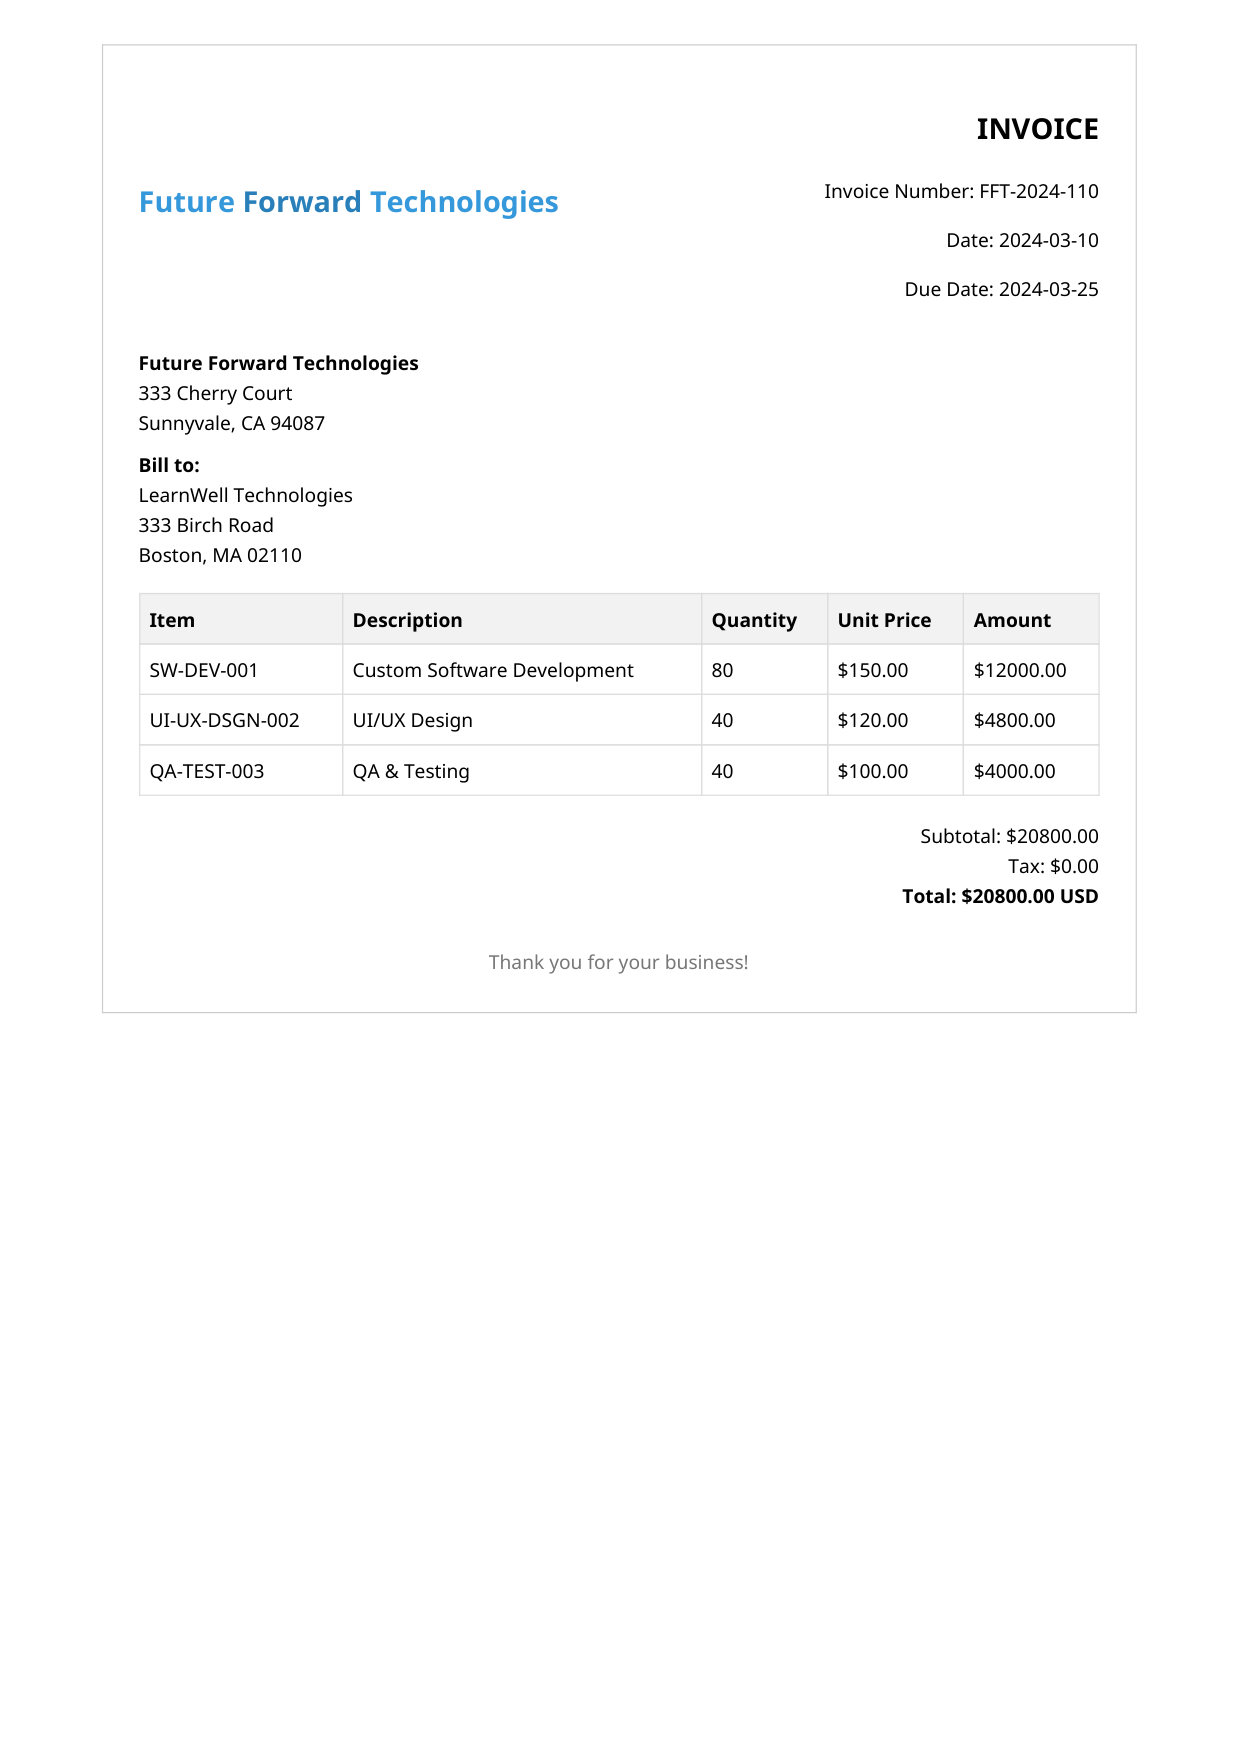 INVOICE
Future Forward Technologies
Invoice Number: FFT-2024-110
Date: 2024-03-10
Due Date: 2024-03-25
Future Forward Technologies
333 Cherry Court
Sunnyvale, CA 94087
Bill to:
LearnWell Technologies
333 Birch Road
Boston, MA 02110
Item Description Quantity Unit Price Amount
SW-DEV-001 Custom Software Development 80 $150.00 $12000.00
UI-UX-DSGN-002 UI/UX Design 40 $120.00 $4800.00
QA-TEST-003 QA & Testing 40 $100.00 $4000.00
Subtotal: $20800.00
Tax: $0.00
Total: $20800.00 USD
Thank you for your business!